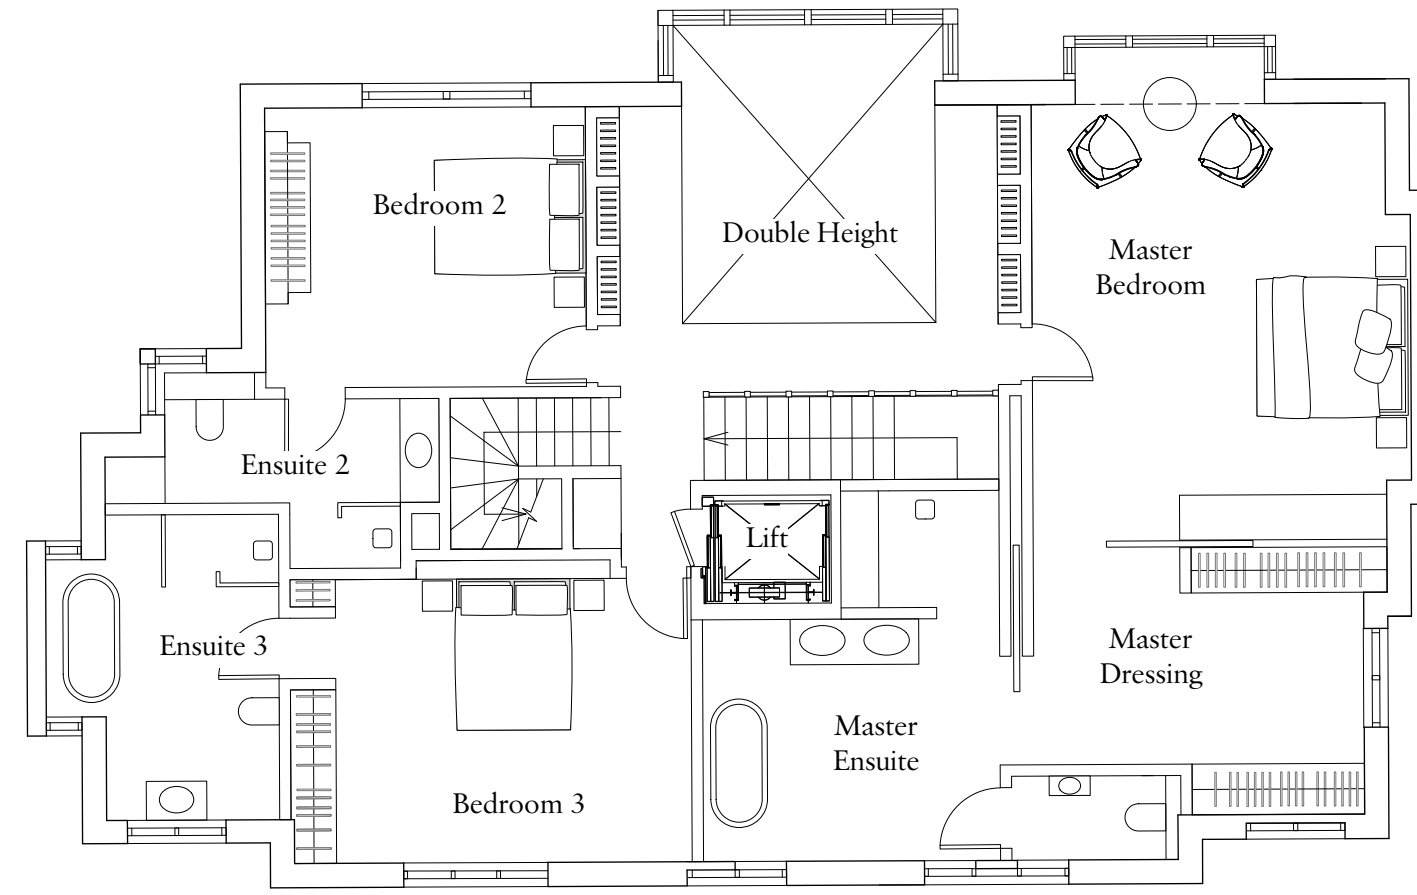 Bedroom 2
Double Height
Master
Bedroom
Ensuite 2
Lift
Ensuite 3
Master
Dressing
Master
Ensuite
Bedroom 3